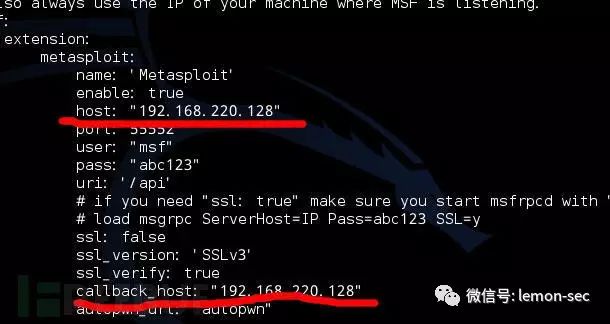 lso always use the IP of your machine where MSF is listening.
f:
extension:
metasploit:
name: 'Metasploit'
enable: true
host: "192.168.220.128"
port: 55552
user: "msf"
pass: "abc123"
uri: '/api'
# if you need "ssl: true" make sure you start msfrpcd with "
# load msgrpc ServerHost=IP Pass=abc123 SSL=y
ssl: false
ssl_version: 'SSLv3'
ssl_verify: true
callback_host: "192.168.220.128"
autopwn_url: "autopwn"
微信号: lemon-sec